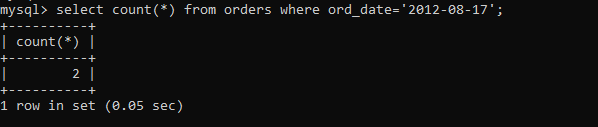 mysql> select count(*) from orders where ord_date='2012-08-17';
+----------+
| count(*) |
+----------+
|        2 |
+----------+
1 row in set (0.05 sec)